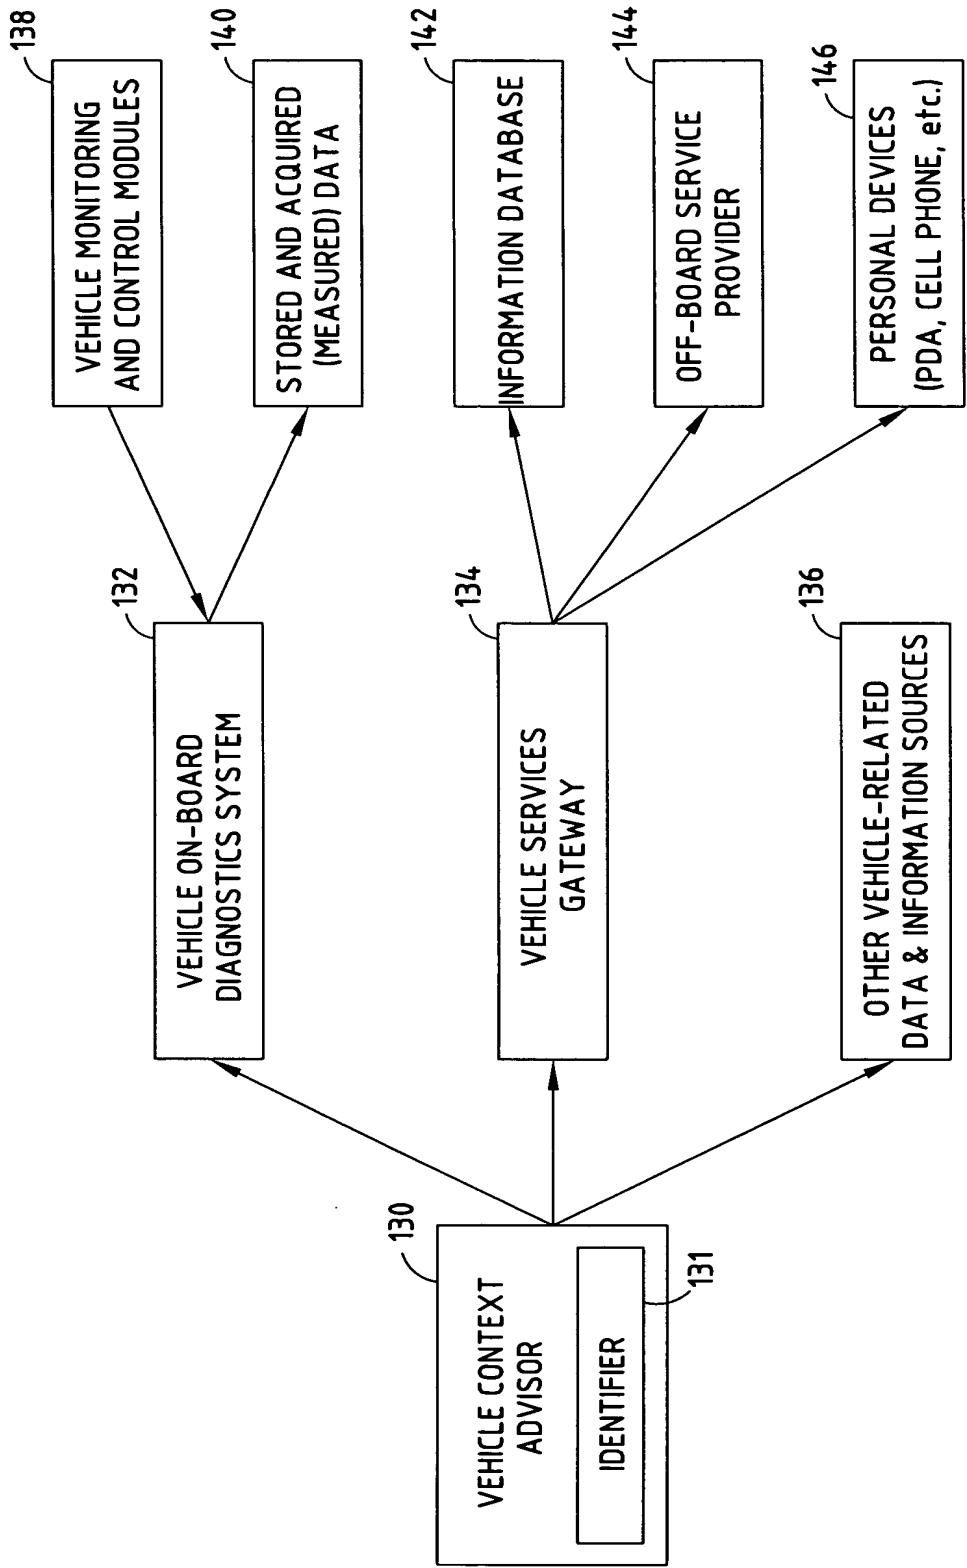 138
VEHICLE MONITORING
AND CONTROL MODULES
140
STORED AND ACQUIRED
(MEASURED) DATA
142
INFORMATION DATABASE
144
OFF-BOARD SERVICE
PROVIDER
146
PERSONAL DEVICES
(PDA, CELL PHONE, etc.)
132
VEHICLE ON-BOARD
DIAGNOSTICS SYSTEM
134
VEHICLE SERVICES
GATEWAY
136
OTHER VEHICLE-RELATED
DATA & INFORMATION SOURCES
130
VEHICLE CONTEXT
ADVISOR
131
IDENTIFIER